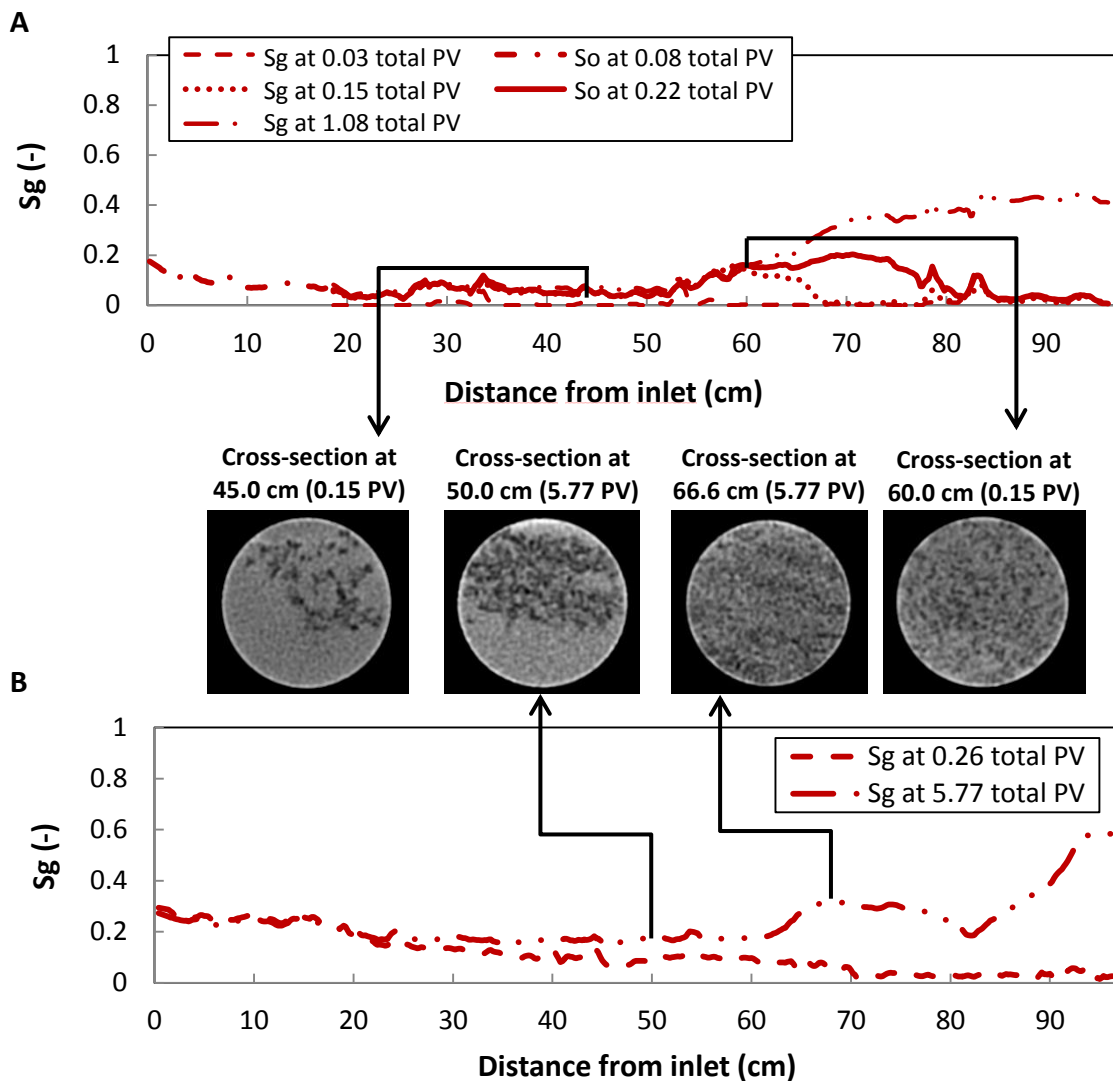 A
Sg at 0.03 total PV
So at 0.08 total PV
Sg at 0.15 total PV
So at 0.22 total PV
Sg at 1.08 total PV
Sg (-)
1
0.8
0.6
0.4
0.2
0
0 10 20 30 40 50 60 70 80 90
Distance from inlet (cm)
Cross-section at
45.0 cm (0.15 PV)
Cross-section at
50.0 cm (5.77 PV)
Cross-section at
66.6 cm (5.77 PV)
Cross-section at
60.0 cm (0.15 PV)
B
Sg at 0.26 total PV
Sg at 5.77 total PV
Sg (-)
1
0.8
0.6
0.4
0.2
0
0 10 20 30 40 50 60 70 80 90
Distance from inlet (cm)